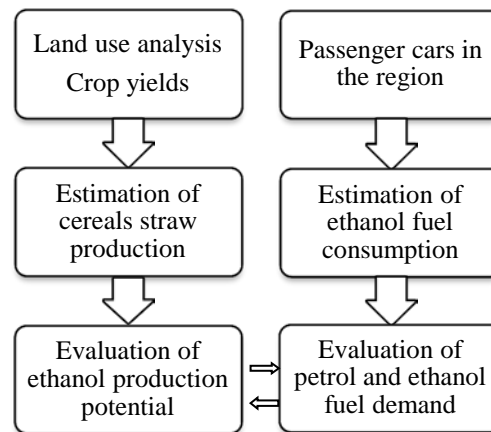 Land use analysis
Crop yields
Passenger cars in
the region
Estimation of
cereals straw
production
Estimation of
ethanol fuel
consumption
Evaluation of
ethanol production
potential
Evaluation of
petrol and ethanol
fuel demand